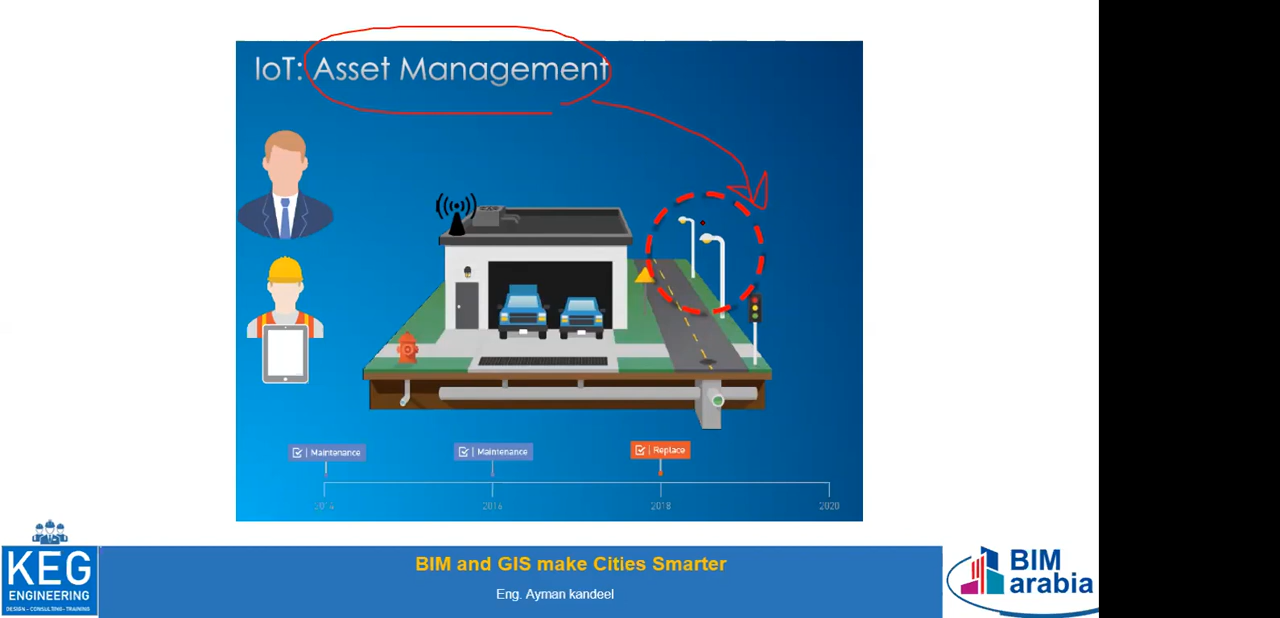 IoT: Asset Management
Maintenance
Maintenance
Replace
2014
2016
2018
2020
KEG
ENGINEERING
DESIGN - CONSULTING - TRAINING
BIM and GIS make Cities Smarter
Eng. Ayman kandeel
BIM
arabia